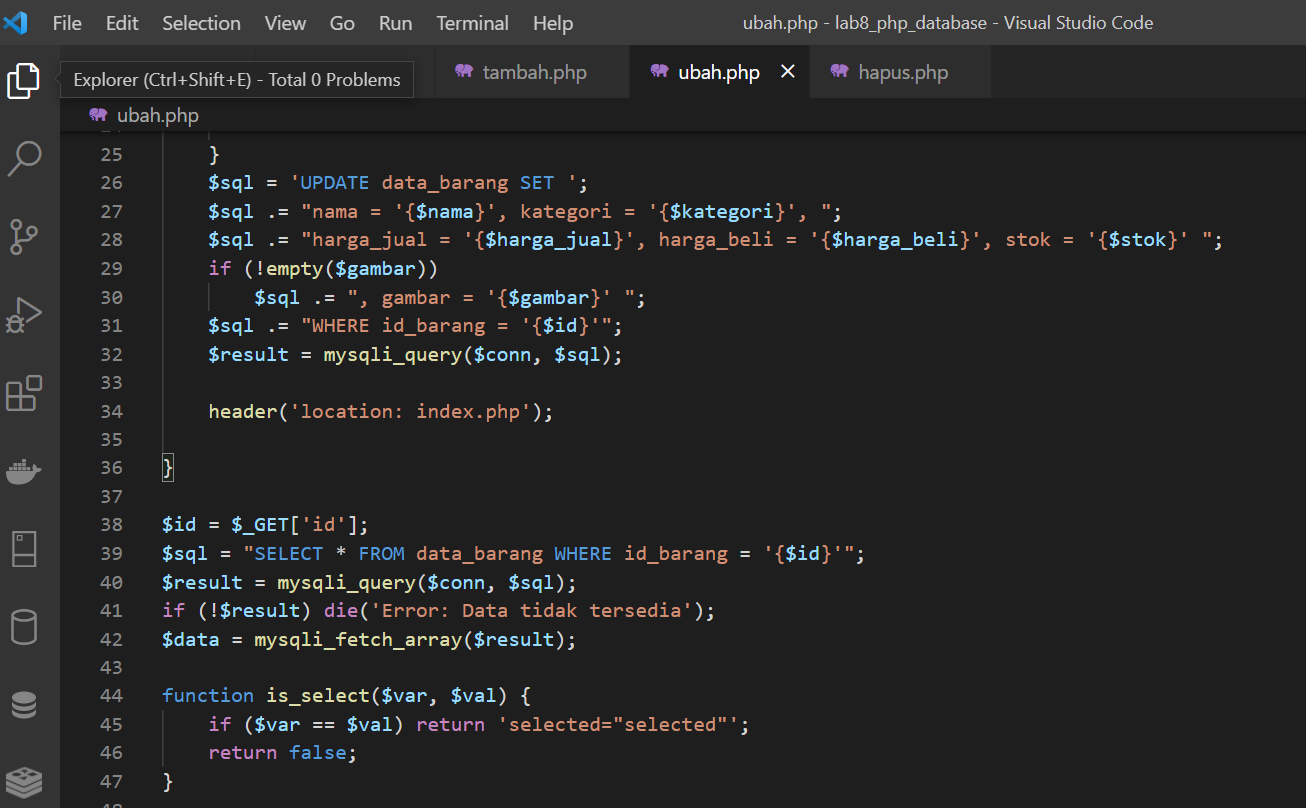 File Edit Selection View Go Run Terminal Help ubah.php - lab8_php_database - Visual Studio Code
Explorer (Ctrl+Shift+E) - Total 0 Problems tambah.php ubah.php × hapus.php
ubah.php
25 }
26 $sql = 'UPDATE data_barang SET ';
27 $sql .= "nama = '{$nama}', kategori = '{$kategori}', ";
28 $sql .= "harga_jual = '{$harga_jual}', harga_beli = '{$harga_beli}', stok = '{$stok}' ";
29 if (!empty($gambar))
30 $sql .= ", gambar = '{$gambar}' ";
31 $sql .= "WHERE id_barang = '{$id}'";
32 $result = mysqli_query($conn, $sql);
33
34 header('location: index.php');
35
36 }
37
38 $id = $_GET['id'];
39 $sql = "SELECT * FROM data_barang WHERE id_barang = '{$id}'";
40 $result = mysqli_query($conn, $sql);
41 if (!$result) die('Error: Data tidak tersedia');
42 $data = mysqli_fetch_array($result);
43
44 function is_select($var, $val) {
45 if ($var == $val) return 'selected="selected"';
46 return false;
47 }